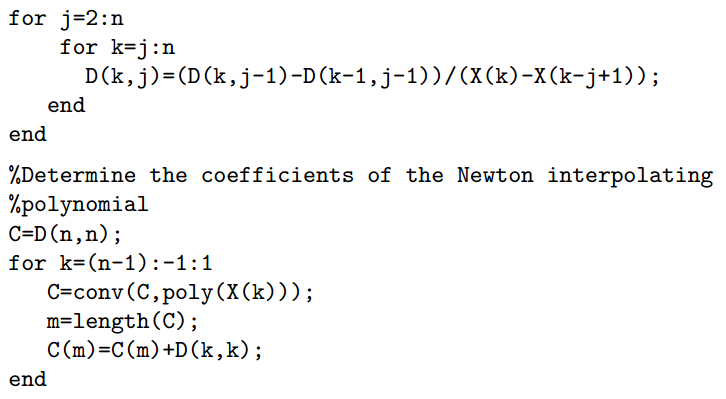 for j=2:n
for k=j:n
D(k,j)=(D(k,j-1)-D(k-1,j-1))/(X(k)-X(k-j+1));
end
end
%Determine the coefficients of the Newton interpolating
%polynomial
C=D(n,n);
for k=(n-1):-1:1
C=conv(C,poly(X(k)));
m=length(C);
C(m)=C(m)+D(k,k);
end